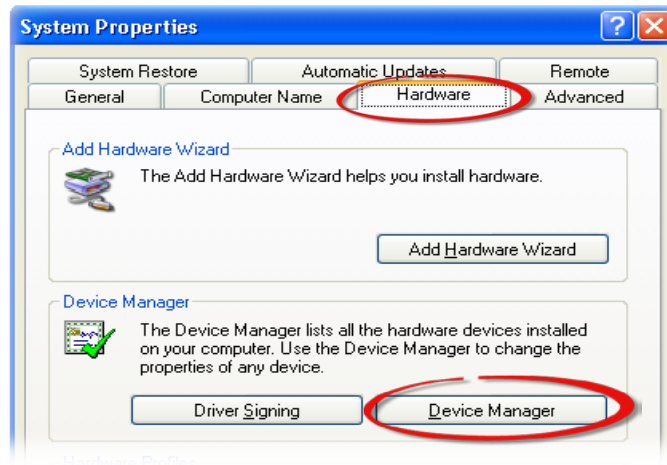 System Properties
System Restore Automatic Updates Remote
General Computer Name Hardware Advanced
Add Hardware Wizard
The Add Hardware Wizard helps you install hardware.
Add Hardware Wizard
Device Manager
The Device Manager lists all the hardware devices installed
on your computer. Use the Device Manager to change the
properties of any device.
Driver Signing Device Manager
Hardware Profiles